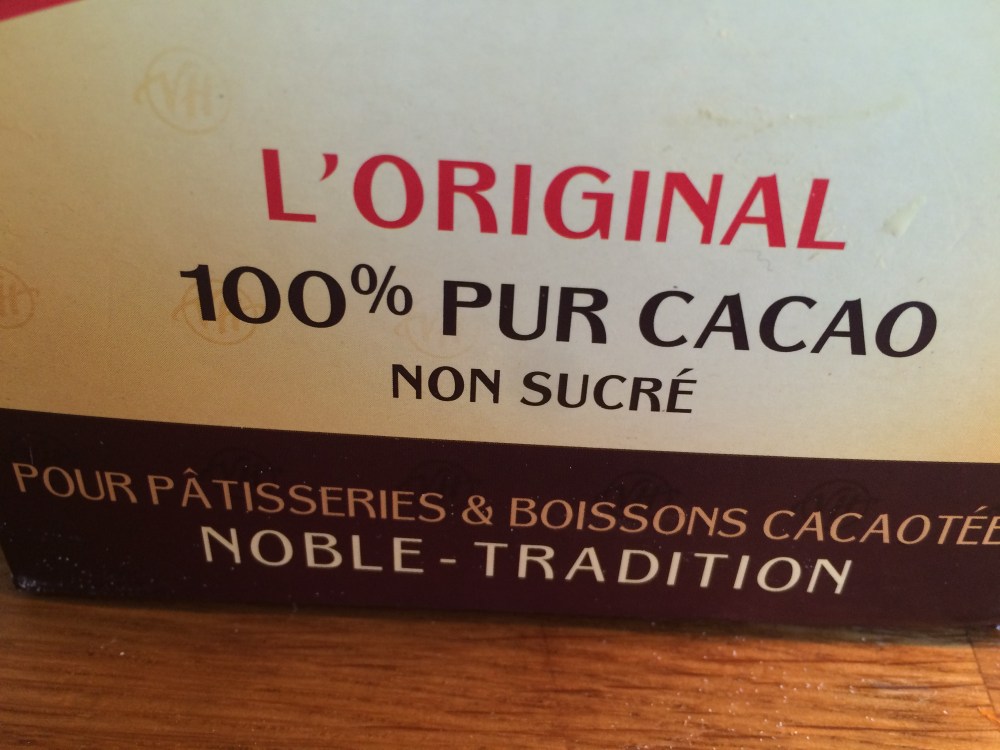 L'ORIGINAL
100% PUR CACAO
NON SUCRÉ
POUR PÂTISSERIES & BOISSONS CACAOTÉE
NOBLE - TRADITION